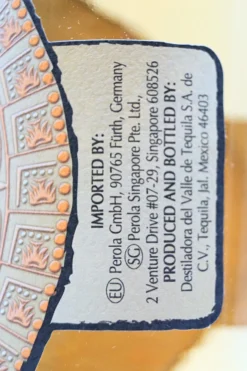 IMPORTED BY:
EU Perola GmbH, 90765 Fürth, Germany
SG Perola Singapore Pte. Ltd.,
2 Venture Drive #07-29, Singapore 608526
PRODUCED AND BOTTLED BY:
Destiladora del Valle de Tequila S.A. de
C.V., Tequila, Jal. Mexico 46403